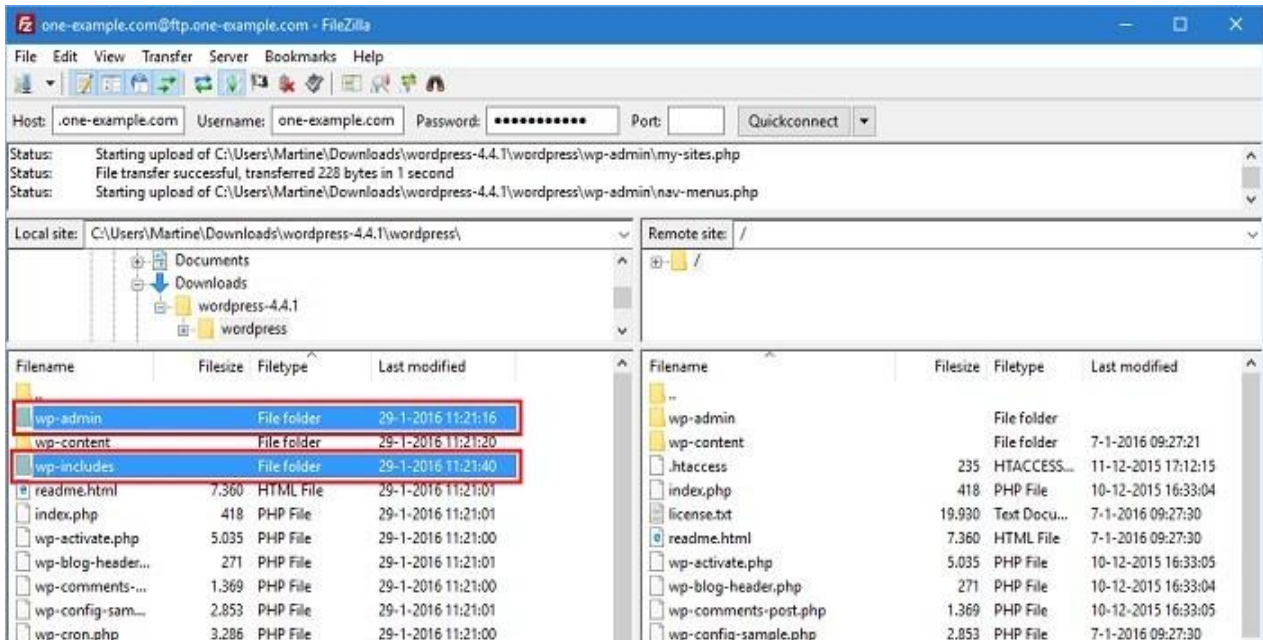 one-example.com@ftp.one-example.com - FileZilla
File Edit View Transfer Server Bookmarks Help
Host: .one-example.com Username: one-example.com Password: ●●●●●●●●●●● Port: Quickconnect
Status: Starting upload of C:\Users\Martine\Downloads\wordpress-4.4.1\wordpress\wp-admin\my-sites.php
Status: File transfer successful, transferred 228 bytes in 1 second
Status: Starting upload of C:\Users\Martine\Downloads\wordpress-4.4.1\wordpress\wp-admin\nav-menus.php
Local site: C:\Users\Martine\Downloads\wordpress-4.4.1\wordpress\
Documents
Downloads
wordpress-4.4.1
wordpress
Filename Filesize Filetype Last modified
..
wp-admin File folder 29-1-2016 11:21:16
wp-content File folder 29-1-2016 11:21:20
wp-includes File folder 29-1-2016 11:21:40
readme.html 7.360 HTML File 29-1-2016 11:21:01
index.php 418 PHP File 29-1-2016 11:21:01
wp-activate.php 5.035 PHP File 29-1-2016 11:21:00
wp-blog-header... 271 PHP File 29-1-2016 11:21:01
wp-comments-... 1.369 PHP File 29-1-2016 11:21:00
wp-config-sam... 2.853 PHP File 29-1-2016 11:21:01
wp-cron.php 3.286 PHP File 29-1-2016 11:21:00
Remote site: /
/
Filename Filesize Filetype Last modified
..
wp-admin File folder
wp-content File folder 7-1-2016 09:27:21
.htaccess 235 HTACCESS... 11-12-2015 17:12:15
index.php 418 PHP File 10-12-2015 16:33:04
license.txt 19.930 Text Docu... 7-1-2016 09:27:30
readme.html 7.360 HTML File 7-1-2016 09:27:30
wp-activate.php 5.035 PHP File 10-12-2015 16:33:05
wp-blog-header.php 271 PHP File 10-12-2015 16:33:04
wp-comments-post.php 1.369 PHP File 10-12-2015 16:33:05
wp-config-sample.php 2.853 PHP File 7-1-2016 09:27:30